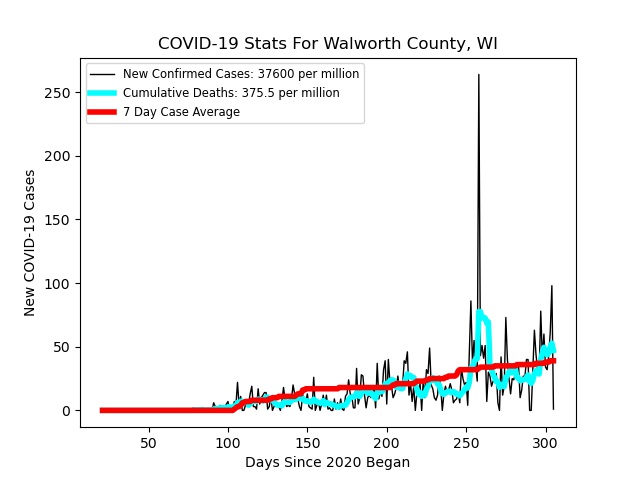 COVID-19 Stats For Walworth County, WI
New Confirmed Cases: 37600 per million
Cumulative Deaths: 375.5 per million
7 Day Case Average
New COVID-19 Cases
250
200
150
100
50
0
50 100 150 200 250 300
Days Since 2020 Began